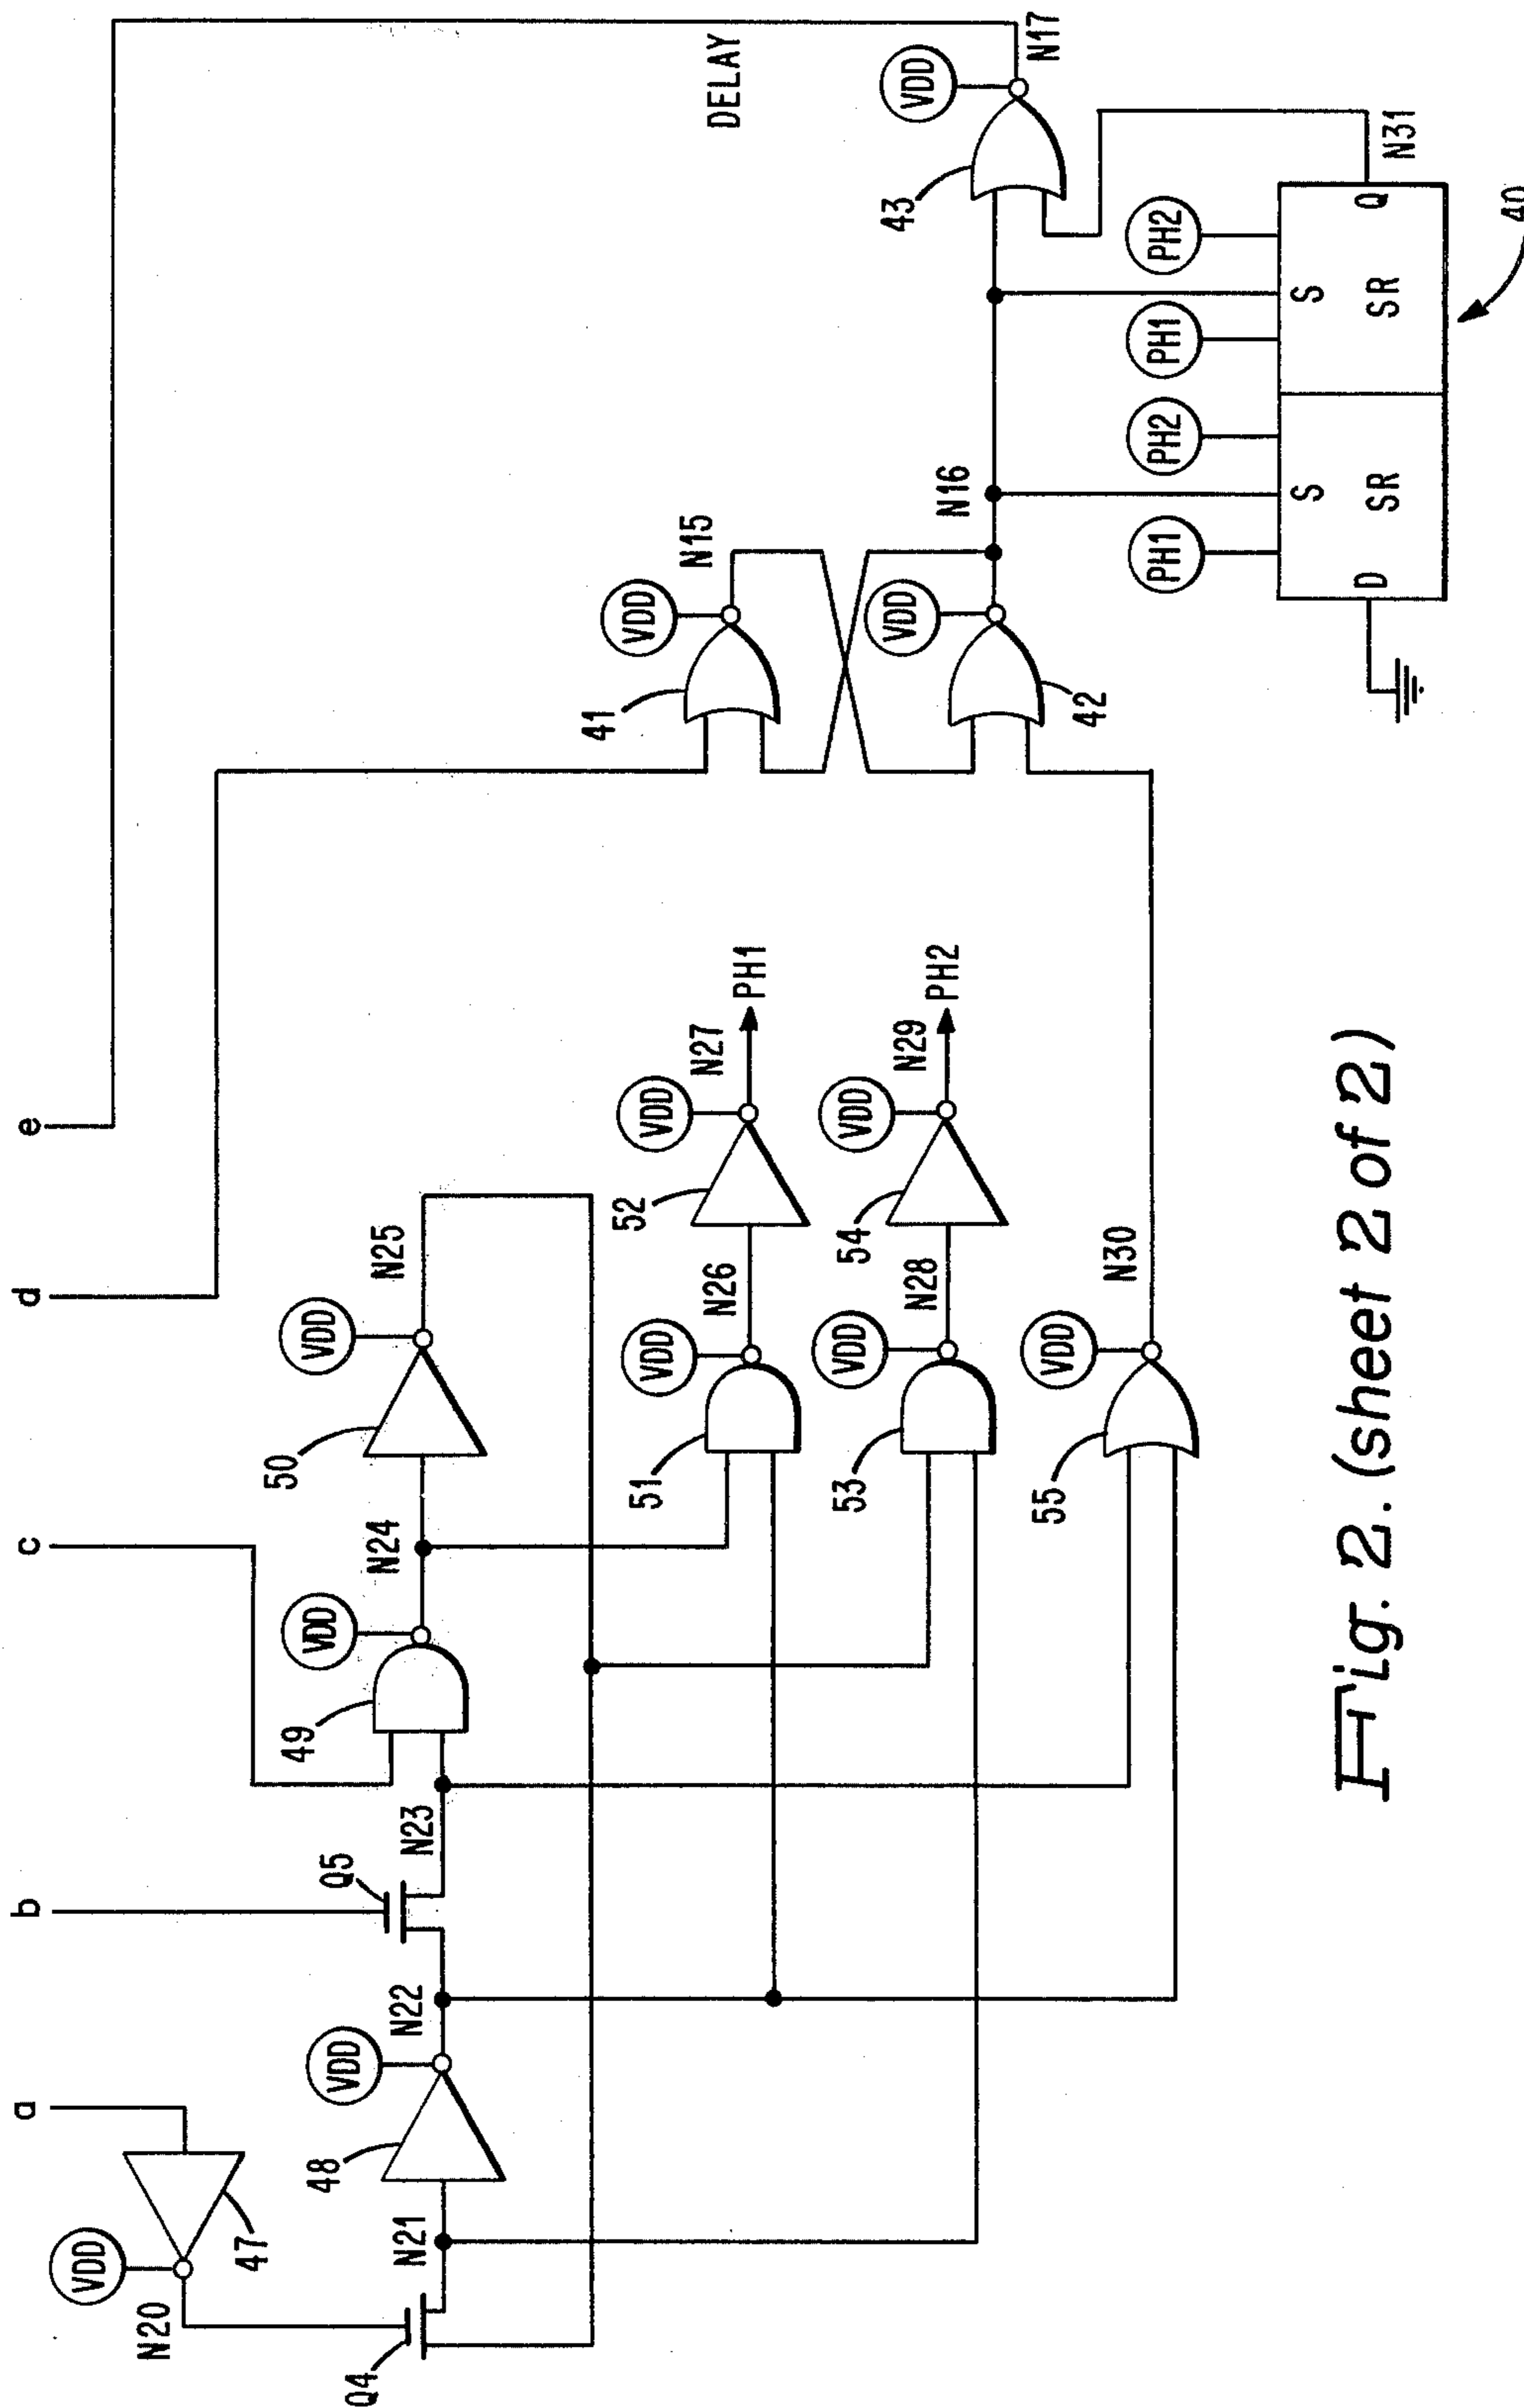 a
b
c
d
e
VDD
47
N20
Q4
N21
48
VDD
N22
Q5
N23
49
VDD
N24
50
VDD
N25
51
VDD
N26
52
VDD
N27
PH1
53
VDD
N28
54
VDD
N29
PH2
55
VDD
N30
41
VDD
N15
42
VDD
N16
43
VDD
N17
DELAY
PH1
PH2
PH1
PH2
D
S
SR
S
SR
Q
N31
40
Fig. 2. (sheet 2 of 2)